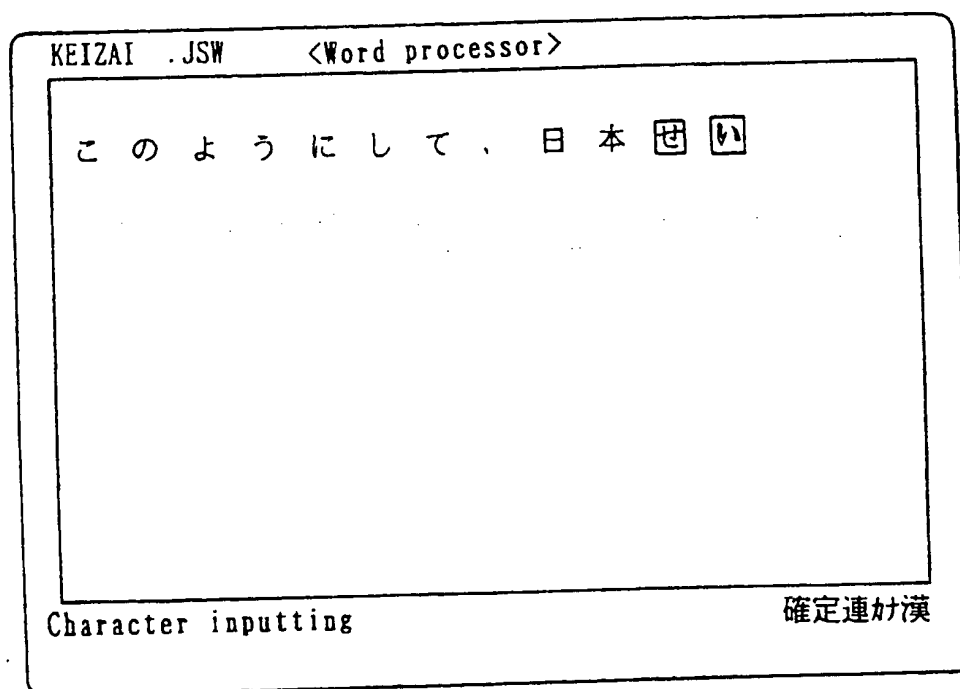 KEIZAI .JSW <Word processor>
このようにして、日本せい
Character inputting 確定連カナ漢